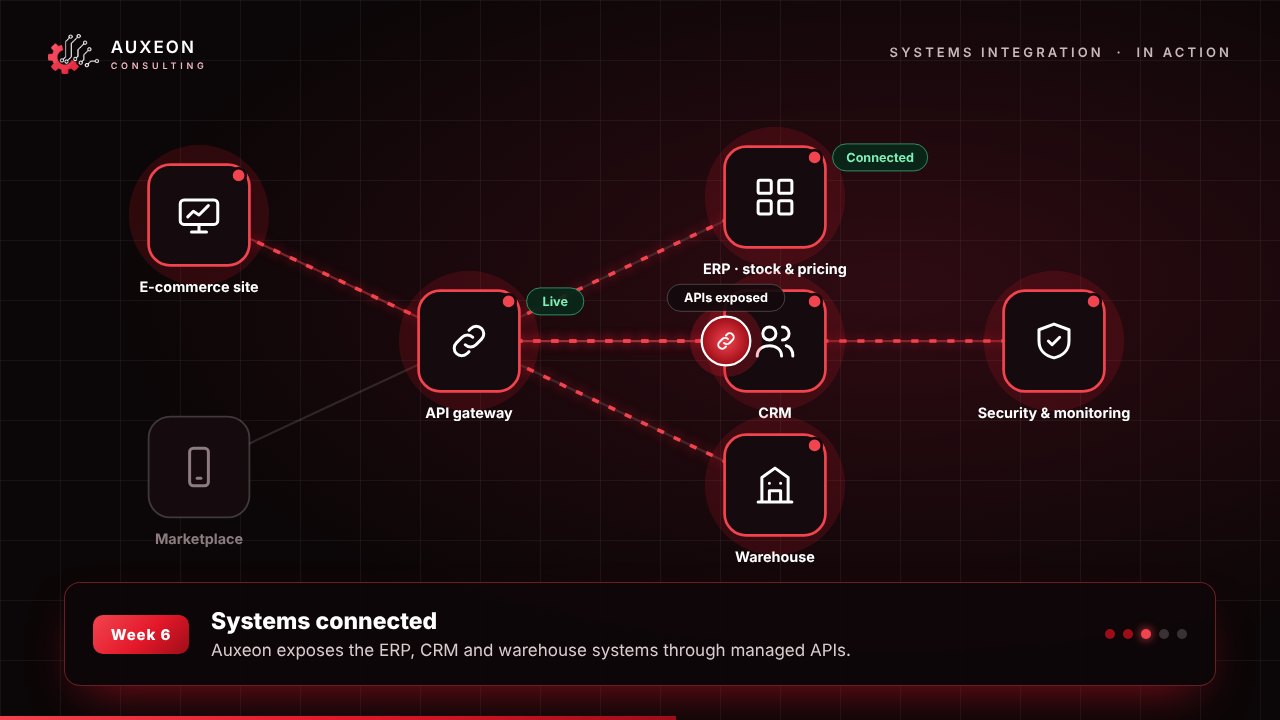 AUXEON
CONSULTING
SYSTEMS INTEGRATION · IN ACTION
Connected
E-commerce site
ERP · stock & pricing
APIs exposed
Live
API gateway
CRM
Security & monitoring
Marketplace
Warehouse
Week 6
Systems connected
Auxeon exposes the ERP, CRM and warehouse systems through managed APIs.